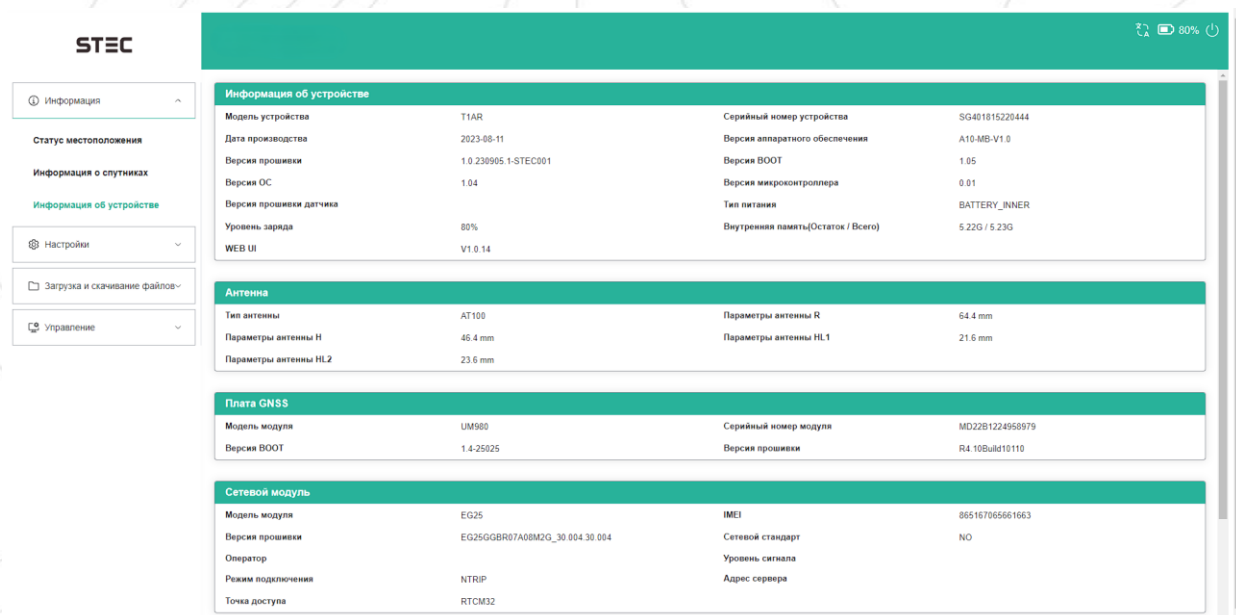 STEC
80%
Информация
Статус местоположения
Информация о спутниках
Информация об устройстве
Настройки
Загрузка и скачивание файлов
Управление
Информация об устройстве
Модель устройства T1AR Серийный номер устройства SG401815220444
Дата производства 2023-08-11 Версия аппаратного обеспечения A10-MB-V1.0
Версия прошивки 1.0.230905.1-STEC001 Версия BOOT 1.05
Версия ОС 1.04 Версия микроконтроллера 0.01
Версия прошивки датчика Тип питания BATTERY_INNER
Уровень заряда 80% Внутренняя память(Остаток / Всего) 5.22G / 5.23G
WEB UI V1.0.14
Антенна
Тип антенны AT100 Параметры антенны R 64.4 mm
Параметры антенны H 46.4 mm Параметры антенны HL1 21.6 mm
Параметры антенны HL2 23.6 mm
Плата GNSS
Модель модуля UM980 Серийный номер модуля MD22B1224958979
Версия BOOT 1.4-25025 Версия прошивки R4.10Build10110
Сетевой модуль
Модель модуля EG25 IMEI 865167065661663
Версия прошивки EG25GGBR07A08M2G_30.004.30.004 Сетевой стандарт NO
Оператор Уровень сигнала
Режим подключения NTRIP Адрес сервера
Точка доступа RTCM32